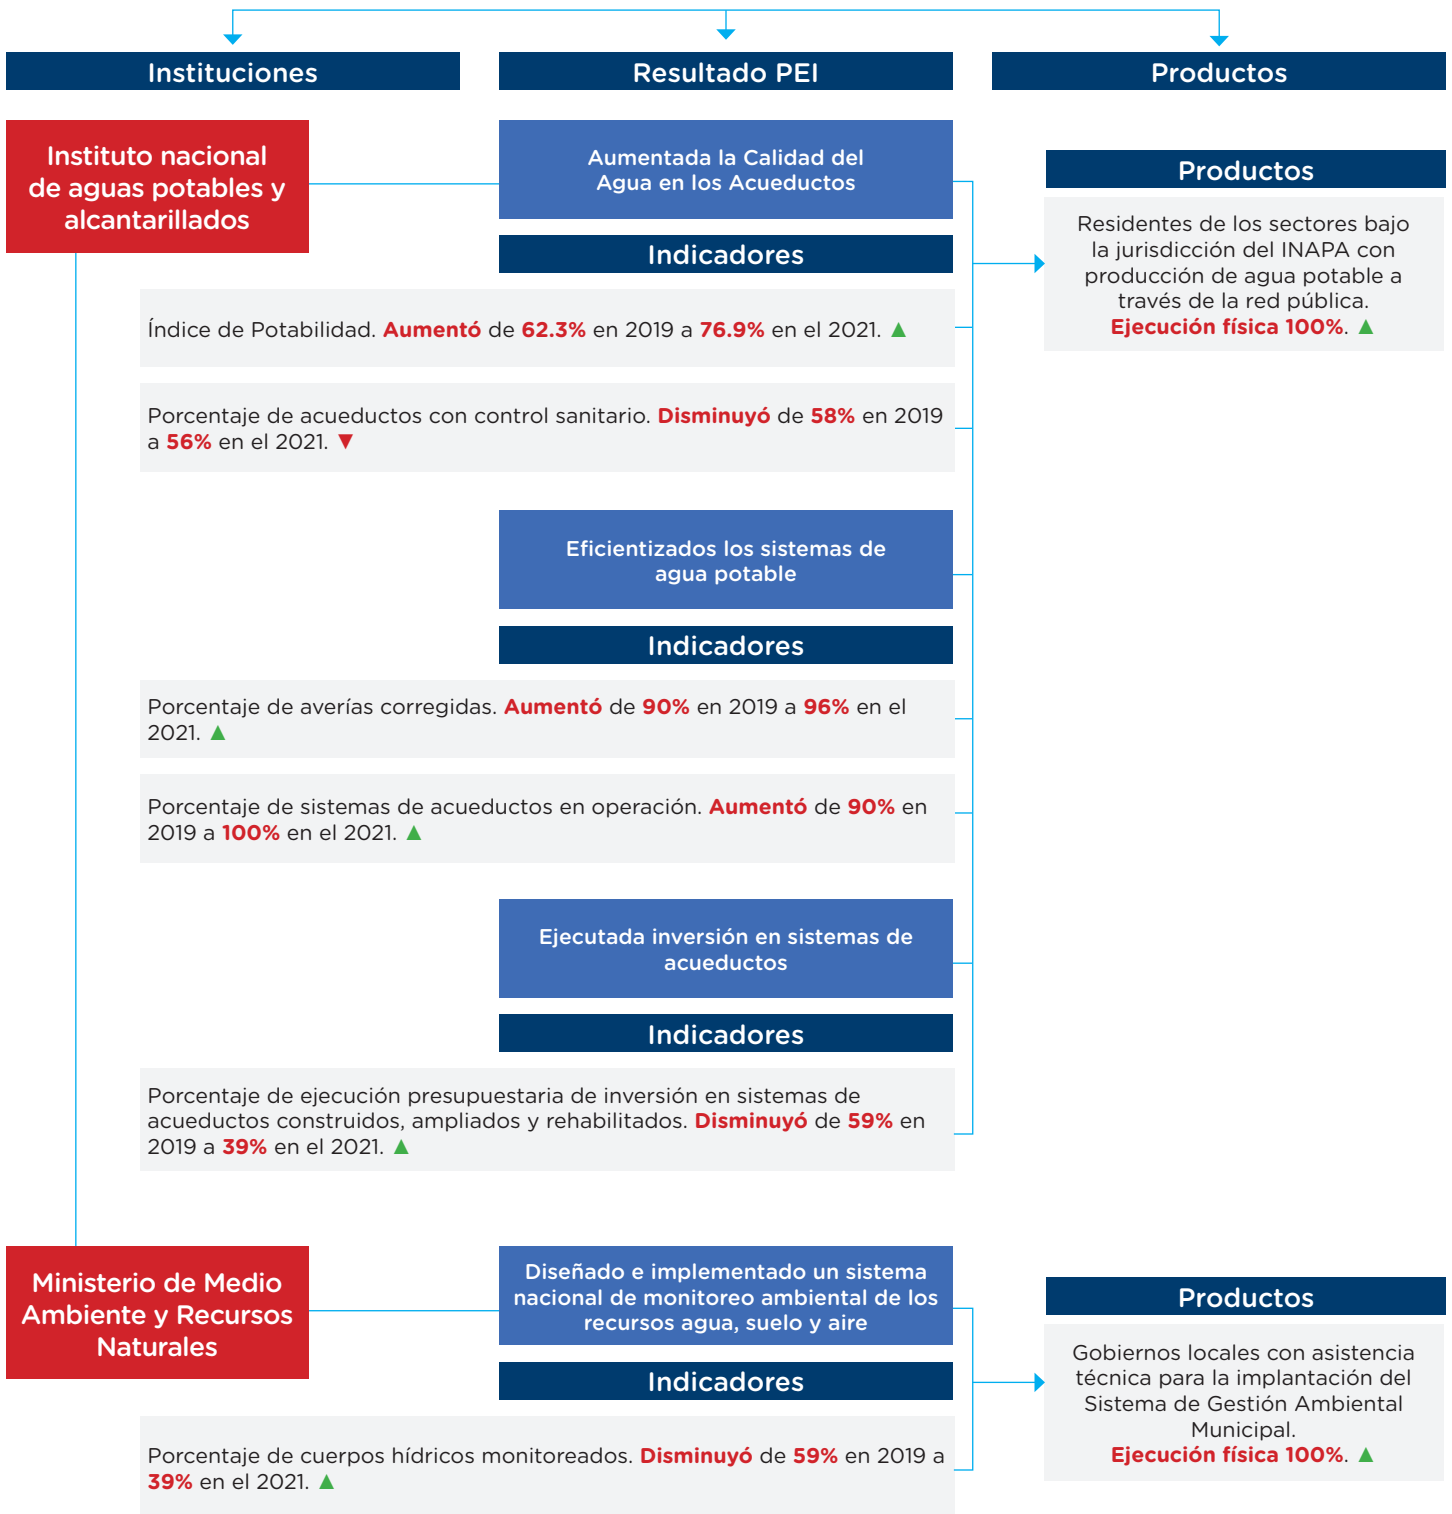 Instituciones
Resultado PEI
Productos
Instituto nacional
de aguas potables y
alcantarillados
Aumentada la Calidad del
Agua en los Acueductos
Indicadores
Índice de Potabilidad. Aumentó de 62.3% en 2019 a 76.9% en el 2021. ▲
Porcentaje de acueductos con control sanitario. Disminuyó de 58% en 2019
a 56% en el 2021. ▼
Productos
Residentes de los sectores bajo
la jurisdicción del INAPA con
producción de agua potable a
través de la red pública.
Ejecución física 100%. ▲
Eficientizados los sistemas de
agua potable
Indicadores
Porcentaje de averías corregidas. Aumentó de 90% en 2019 a 96% en el
2021. ▲
Porcentaje de sistemas de acueductos en operación. Aumentó de 90% en
2019 a 100% en el 2021. ▲
Ejecutada inversión en sistemas de
acueductos
Indicadores
Porcentaje de ejecución presupuestaria de inversión en sistemas de
acueductos construidos, ampliados y rehabilitados. Disminuyó de 59% en
2019 a 39% en el 2021. ▲
Ministerio de Medio
Ambiente y Recursos
Naturales
Diseñado e implementado un sistema
nacional de monitoreo ambiental de los
recursos agua, suelo y aire
Indicadores
Porcentaje de cuerpos hídricos monitoreados. Disminuyó de 59% en 2019 a
39% en el 2021. ▲
Productos
Gobiernos locales con asistencia
técnica para la implantación del
Sistema de Gestión Ambiental
Municipal.
Ejecución física 100%. ▲